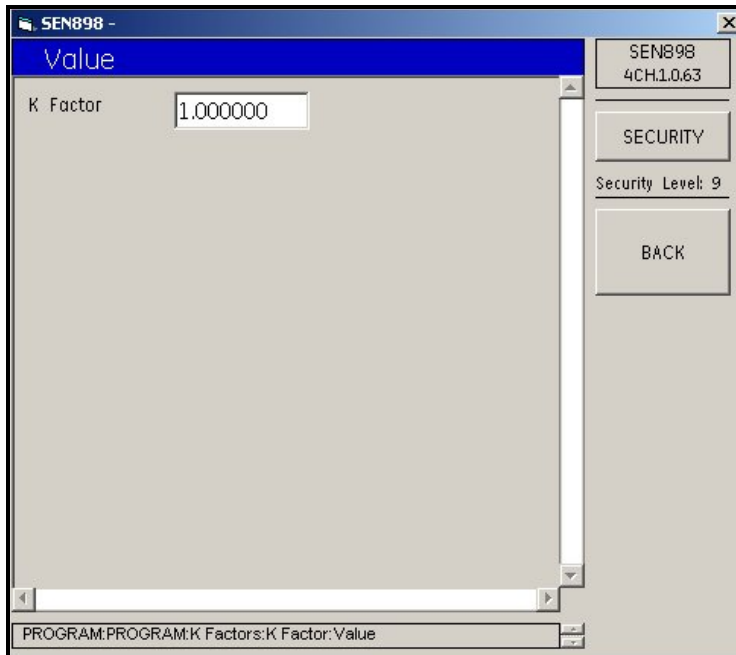 SEN898 -
Value
K Factor
1.000000
SEN898
4CH.1.0.63
SECURITY
Security Level: 9
BACK
PROGRAM:PROGRAM:K Factors:K Factor:Value